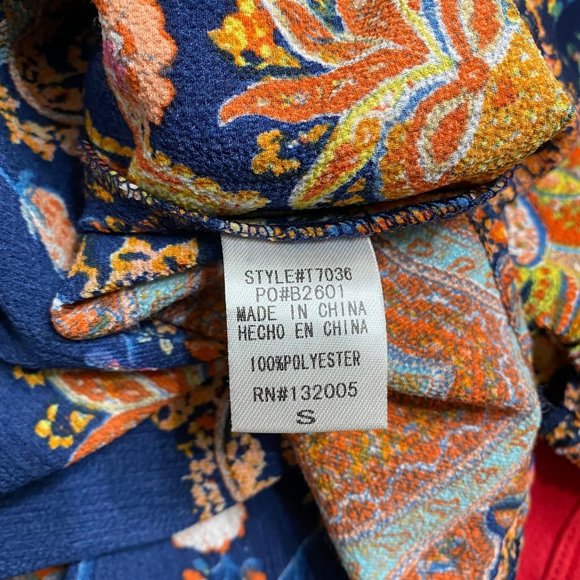 STYLE#T7036
PO#B2601
MADE IN CHINA
HECHO EN CHINA
100%POLYESTER
RN#132005
S